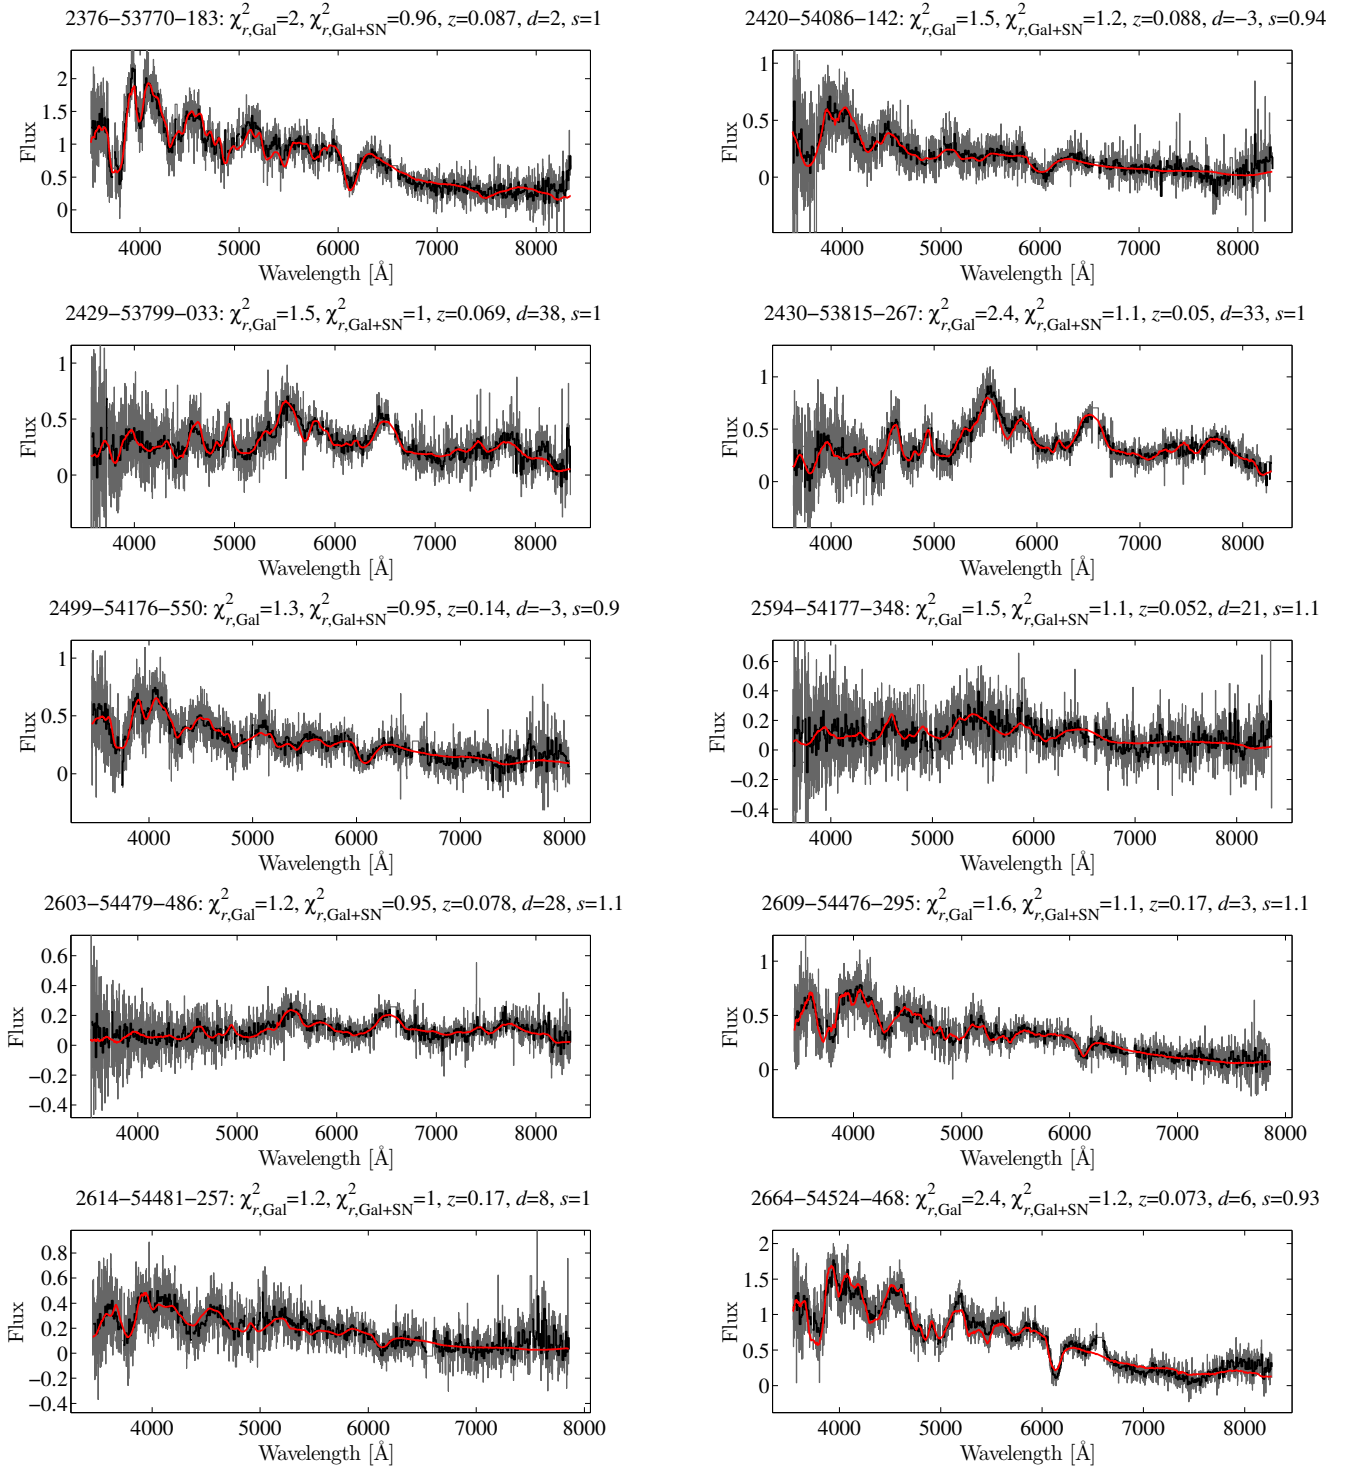 2376−53770−183: χ²r,Gal=2, χ²r,Gal+SN=0.96, z=0.087, d=2, s=1
2420−54086−142: χ²r,Gal=1.5, χ²r,Gal+SN=1.2, z=0.088, d=−3, s=0.94
2
1.5
1
0.5
0
Flux
4000 5000 6000 7000 8000
Wavelength [Å]
1
0.5
0
Flux
4000 5000 6000 7000 8000
Wavelength [Å]
2429−53799−033: χ²r,Gal=1.5, χ²r,Gal+SN=1, z=0.069, d=38, s=1
2430−53815−267: χ²r,Gal=2.4, χ²r,Gal+SN=1.1, z=0.05, d=33, s=1
1
0.5
0
Flux
4000 5000 6000 7000 8000
Wavelength [Å]
1
0.5
0
Flux
4000 5000 6000 7000 8000
Wavelength [Å]
2499−54176−550: χ²r,Gal=1.3, χ²r,Gal+SN=0.95, z=0.14, d=−3, s=0.9
2594−54177−348: χ²r,Gal=1.5, χ²r,Gal+SN=1.1, z=0.052, d=21, s=1.1
1
0.5
0
Flux
4000 5000 6000 7000 8000
Wavelength [Å]
0.6
0.4
0.2
0
−0.2
−0.4
Flux
4000 5000 6000 7000 8000
Wavelength [Å]
2603−54479−486: χ²r,Gal=1.2, χ²r,Gal+SN=0.95, z=0.078, d=28, s=1.1
2609−54476−295: χ²r,Gal=1.6, χ²r,Gal+SN=1.1, z=0.17, d=3, s=1.1
0.6
0.4
0.2
0
−0.2
−0.4
Flux
4000 5000 6000 7000 8000
Wavelength [Å]
1
0.5
0
Flux
4000 5000 6000 7000 8000
Wavelength [Å]
2614−54481−257: χ²r,Gal=1.2, χ²r,Gal+SN=1, z=0.17, d=8, s=1
2664−54524−468: χ²r,Gal=2.4, χ²r,Gal+SN=1.2, z=0.073, d=6, s=0.93
0.8
0.6
0.4
0.2
0
−0.2
−0.4
Flux
4000 5000 6000 7000 8000
Wavelength [Å]
2
1.5
1
0.5
0
Flux
4000 5000 6000 7000 8000
Wavelength [Å]